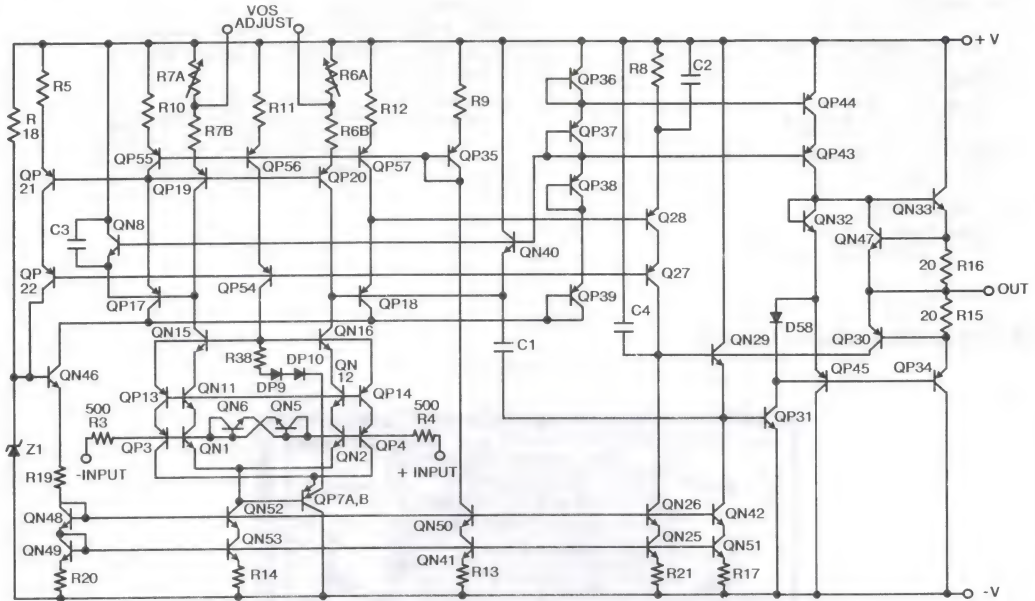 VOS
ADJUST
+ V
R5
R7A
R6A
R8
C2
QP36
R
18
R10
R11
R12
R9
QP44
R7B
R6B
QP37
QP55
QP56
QP57
QP35
QP43
QP
21
QP19
QP20
QP38
QN33
C3
QN8
Q28
QN32
QN47
QN40
20
R16
QP
22
QP54
Q27
OUT
QP17
QP18
QP39
C4
20
R15
QN15
QN16
C1
QN29
D58
QP30
R38
DP10
QN
12
QN46
DP9
QP45
QP34
QP13
QN11
QP14
QP31
500
R3
QN6
QN5
500
R4
Z1
QP3
QN1
QN2
QP4
-INPUT
+ INPUT
R19
QP7A,B
QN48
QN52
QN50
QN26
QN42
QN49
QN53
QN41
QN25
QN51
R20
R14
R13
R21
R17
-V